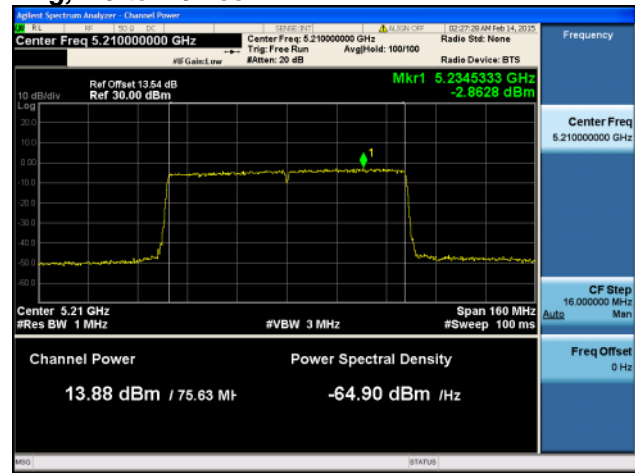 Agilent Spectrum Analyzer - Channel Power
RL RF 50 Ω DC SENSE:INT ALIGN OFF 02:27:28 AM Feb 14, 2015
Center Freq 5.210000000 GHz
Center Freq: 5.210000000 GHz
Radio Std: None
Trig: Free Run Avg|Hold: 100/100
#IFGain:Low #Atten: 20 dB Radio Device: BTS
Frequency
Ref Offset 13.54 dB
Mkr1 5.2345333 GHz
10 dB/div Ref 30.00 dBm -2.8628 dBm
Log
20.0
10.0
0.00
-10.0
-20.0
-30.0
-40.0
-50.0
-60.0
1
Center 5.21 GHz Span 160 MHz
#Res BW 1 MHz #VBW 3 MHz #Sweep 100 ms
Channel Power Power Spectral Density
13.88 dBm / 75.63 MH -64.90 dBm /Hz
Center Freq
5.210000000 GHz
CF Step
16.000000 MHz
Auto Man
Freq Offset
0 Hz
MSG STATUS